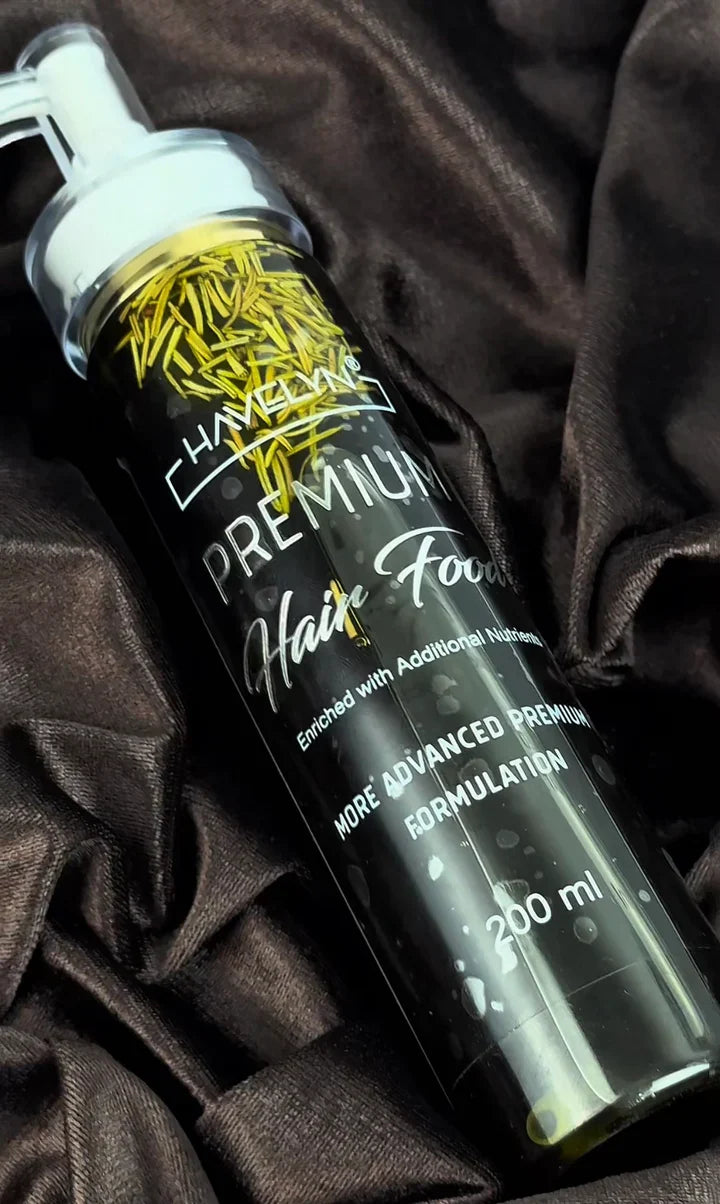 HAVELYN®
PREMIUM
Hair Food
Enriched with Additional Nutrients
MORE ADVANCED PREMIUM
FORMULATION
200 ml